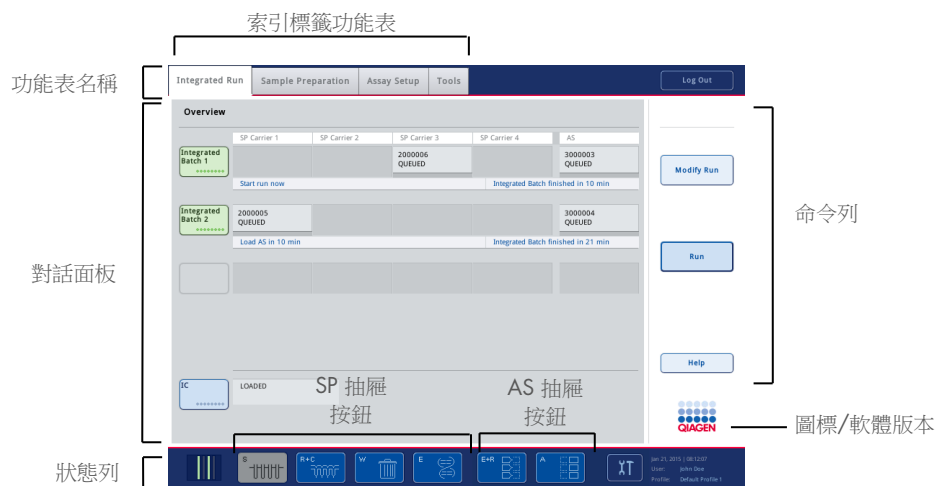 索引標籤功能表
功能表名稱
Integrated Run Sample Preparation Assay Setup Tools Log Out
Overview
SP Carrier 1 SP Carrier 2 SP Carrier 3 SP Carrier 4 AS
Integrated
Batch 1
2000006
QUEUED
3000003
QUEUED
Modify Run
Start run now Integrated Batch finished in 10 min
命令列
Integrated
Batch 2
2000005
QUEUED
3000004
QUEUED
Load AS in 10 min Integrated Batch finished in 21 min
Run
對話面板
Help
IC
LOADED
SP 抽屜
按鈕
AS 抽屜
按鈕
QIAGEN
圖標/軟體版本
狀態列
S R+C W E E+R A
Jan 21, 2015 | 08:12:07
User: John Doe
Profile: Default Profile 1